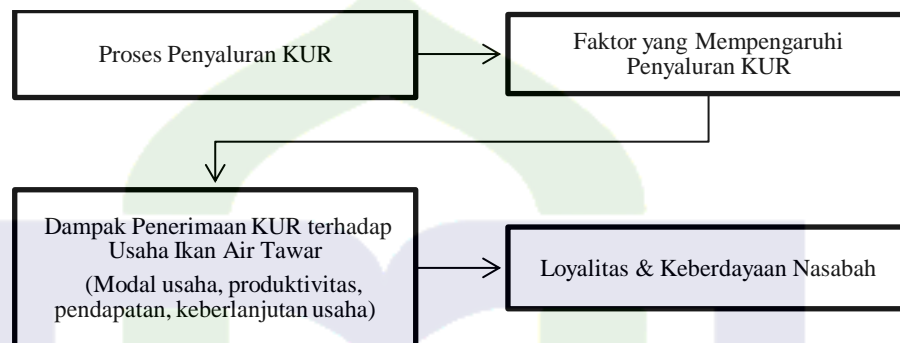 Proses Penyaluran KUR
Faktor yang Mempengaruhi
Penyaluran KUR
Dampak Penerimaan KUR terhadap
Usaha Ikan Air Tawar
(Modal usaha, produktivitas,
pendapatan, keberlanjutan usaha)
Loyalitas & Keberdayaan Nasabah